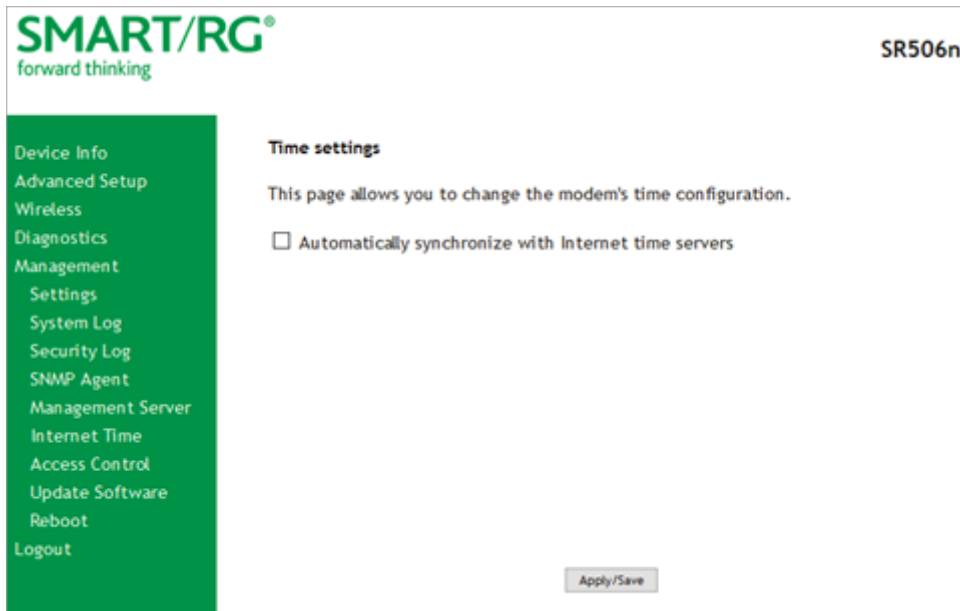 SMART/RG®
forward thinking
SR506n
Device Info
Advanced Setup
Wireless
Diagnostics
Management
Settings
System Log
Security Log
SNMP Agent
Management Server
Internet Time
Access Control
Update Software
Reboot
Logout
Time settings
This page allows you to change the modem's time configuration.
Automatically synchronize with Internet time servers
Apply/Save